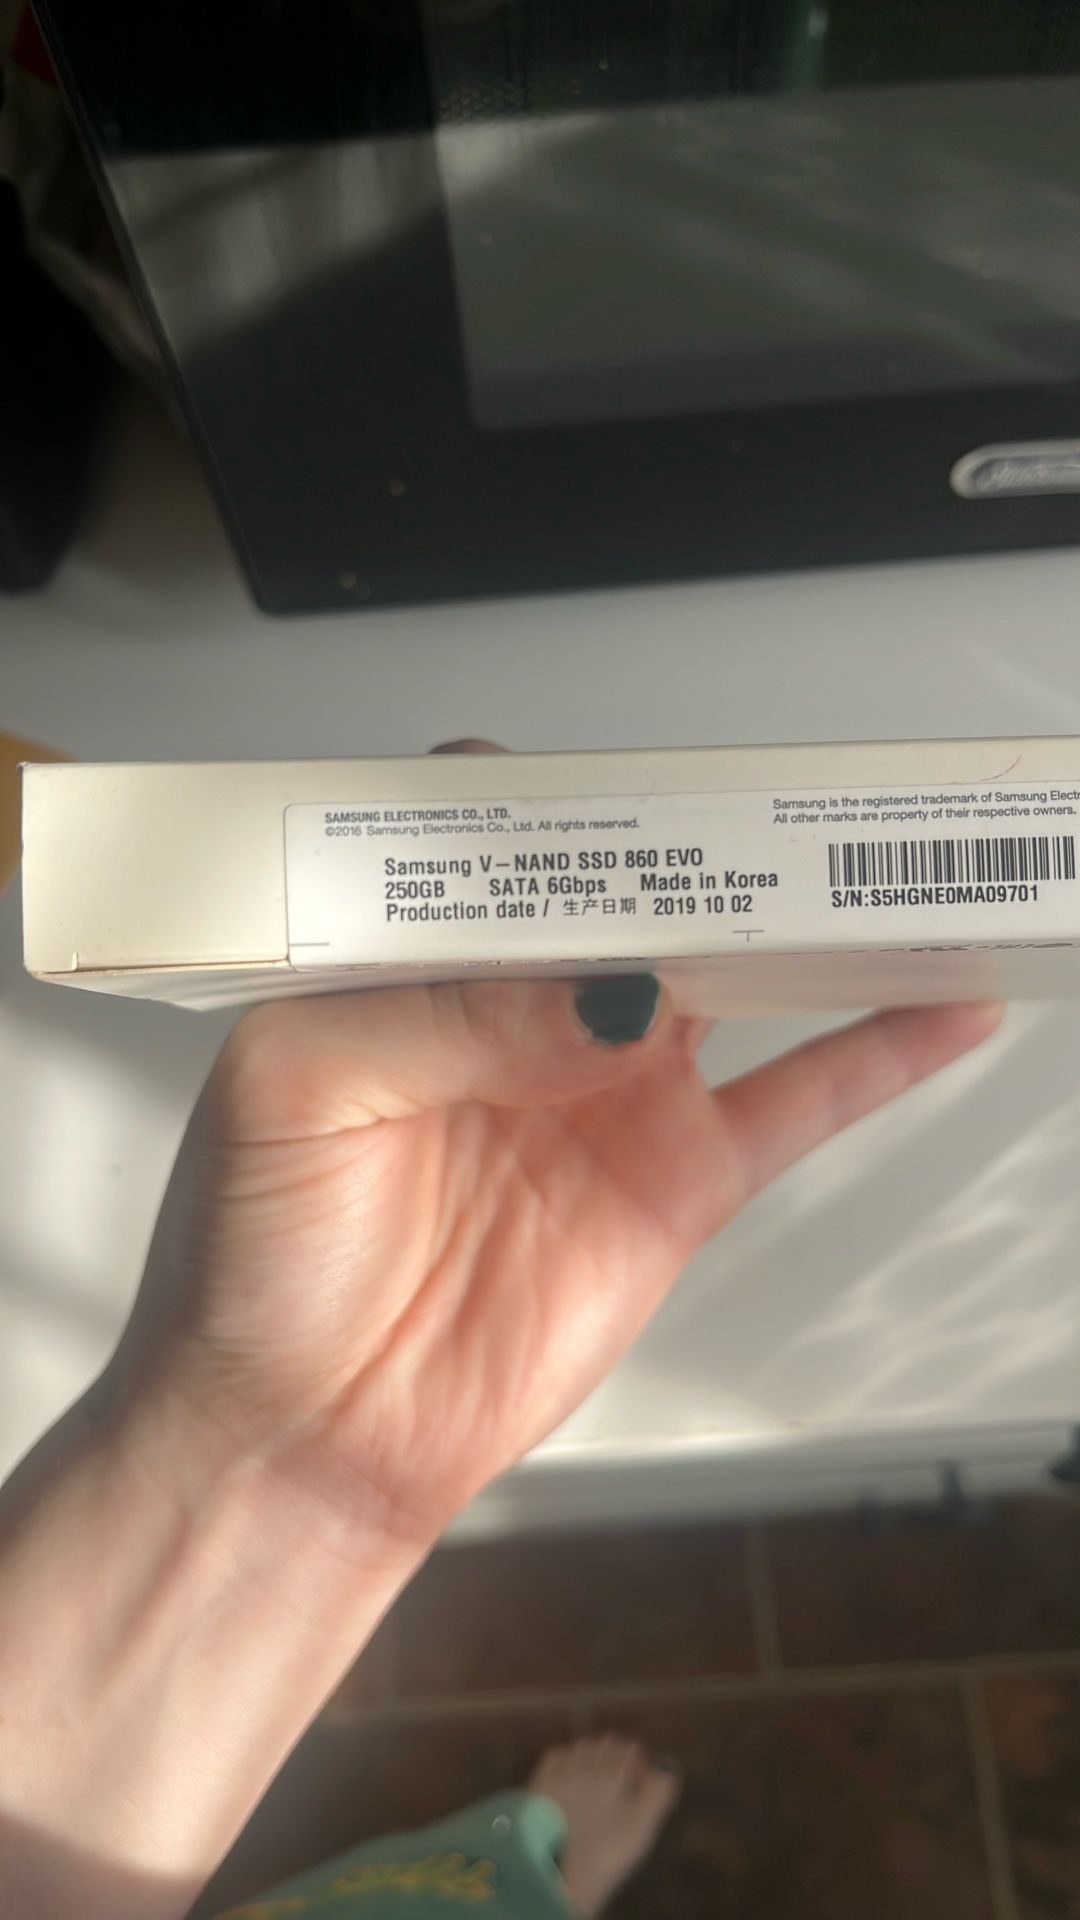 SAMSUNG ELECTRONICS CO., LTD.
©2016 Samsung Electronics Co., Ltd. All rights reserved.
Samsung is the registered trademark of Samsung
All other marks are property of their respective owners.
Samsung V-NAND SSD 860 EVO
250GB SATA 6Gbps Made in Korea
Production date / 生产日期 2019 10 02
S/N:S5HGNE0MA09701